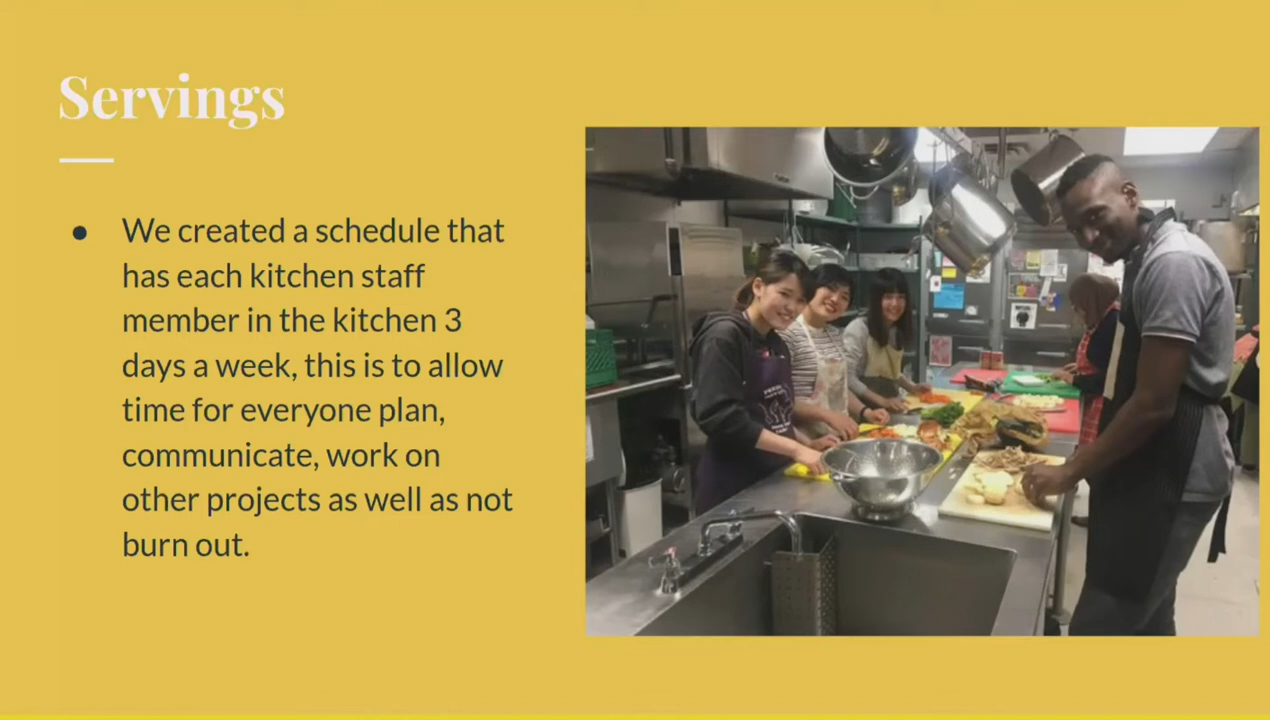 Servings
● We created a schedule that
has each kitchen staff
member in the kitchen 3
days a week, this is to allow
time for everyone plan,
communicate, work on
other projects as well as not
burn out.